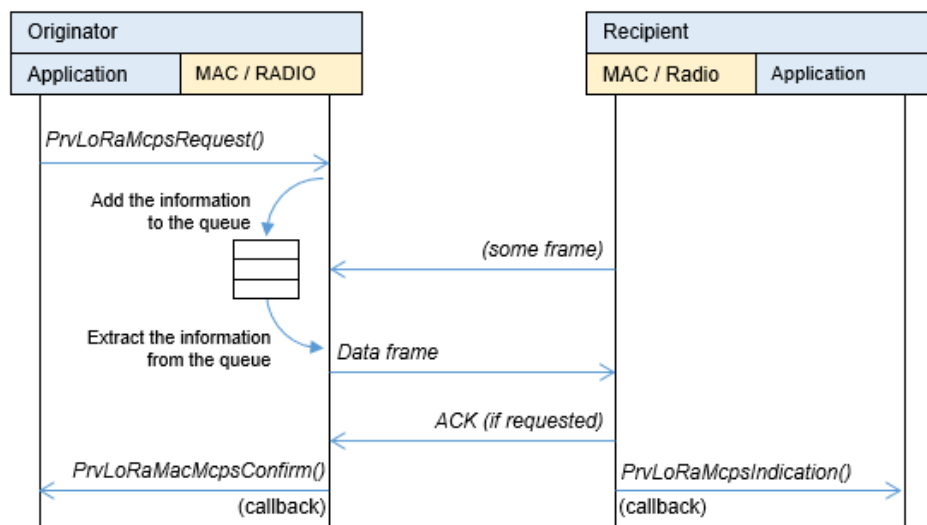 Originator
Recipient
Application
MAC / RADIO
MAC / Radio
Application
PrvLoRaMcpsRequest()
Add the information
to the queue
(some frame)
Extract the information
from the queue
Data frame
ACK (if requested)
PrvLoRaMacMcpsConfirm()
(callback)
PrvLoRaMcpsIndication()
(callback)